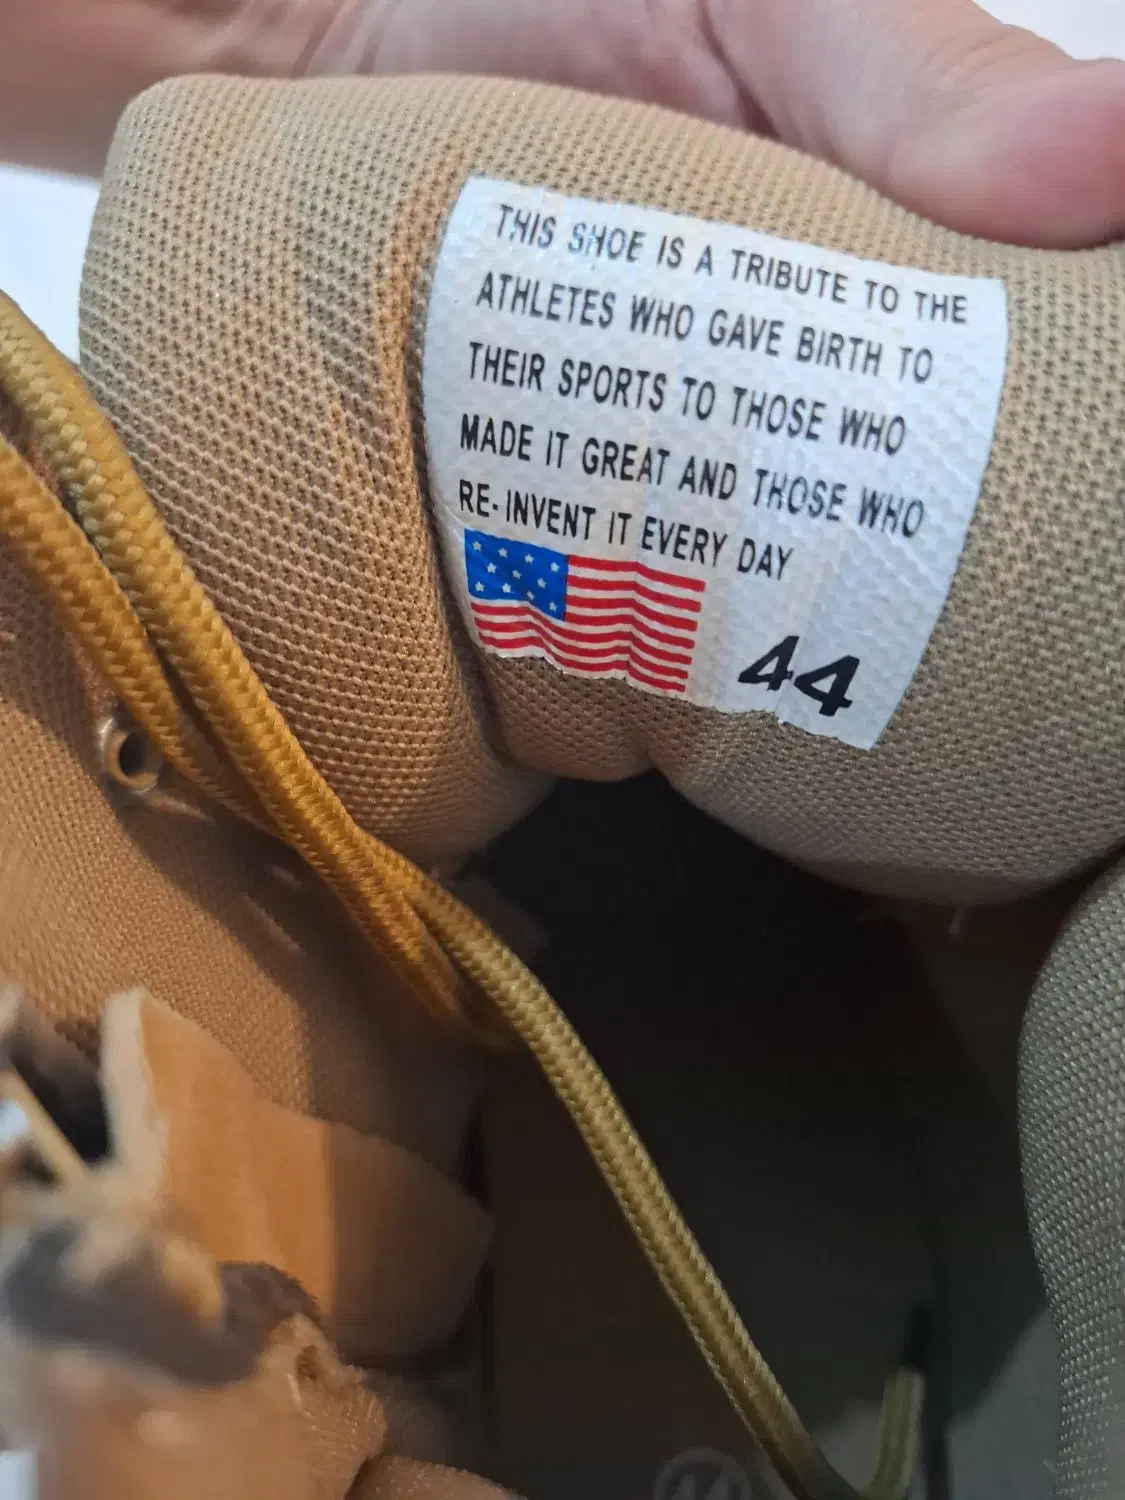 THIS SHOE IS A TRIBUTE TO THE
ATHLETES WHO GAVE BIRTH TO
THEIR SPORTS TO THOSE WHO
MADE IT GREAT AND THOSE WHO
RE-INVENT IT EVERY DAY
44